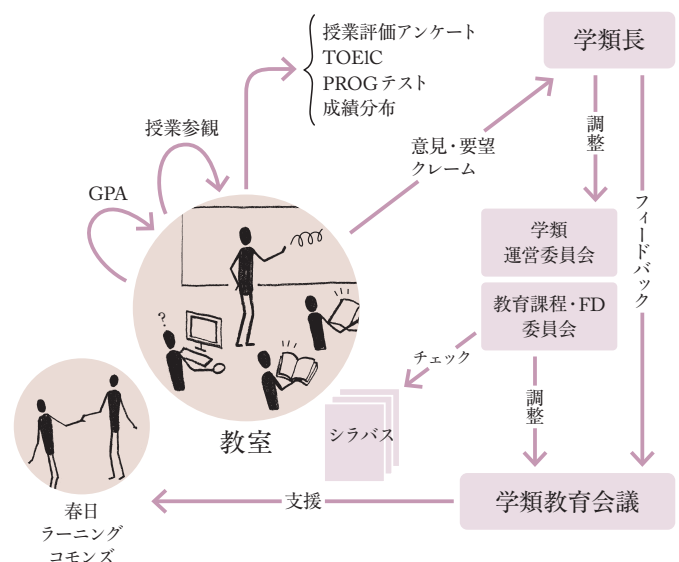 授業評価アンケート
TOEIC
PROGテスト
成績分布
学類長
授業参観
GPA
意見・要望
クレーム
調整
フィードバック
学類
運営委員会
教育課程・FD
委員会
?
チェック
調整
教室
シラバス
支援
学類教育会議
春日
ラーニング
コモンズ